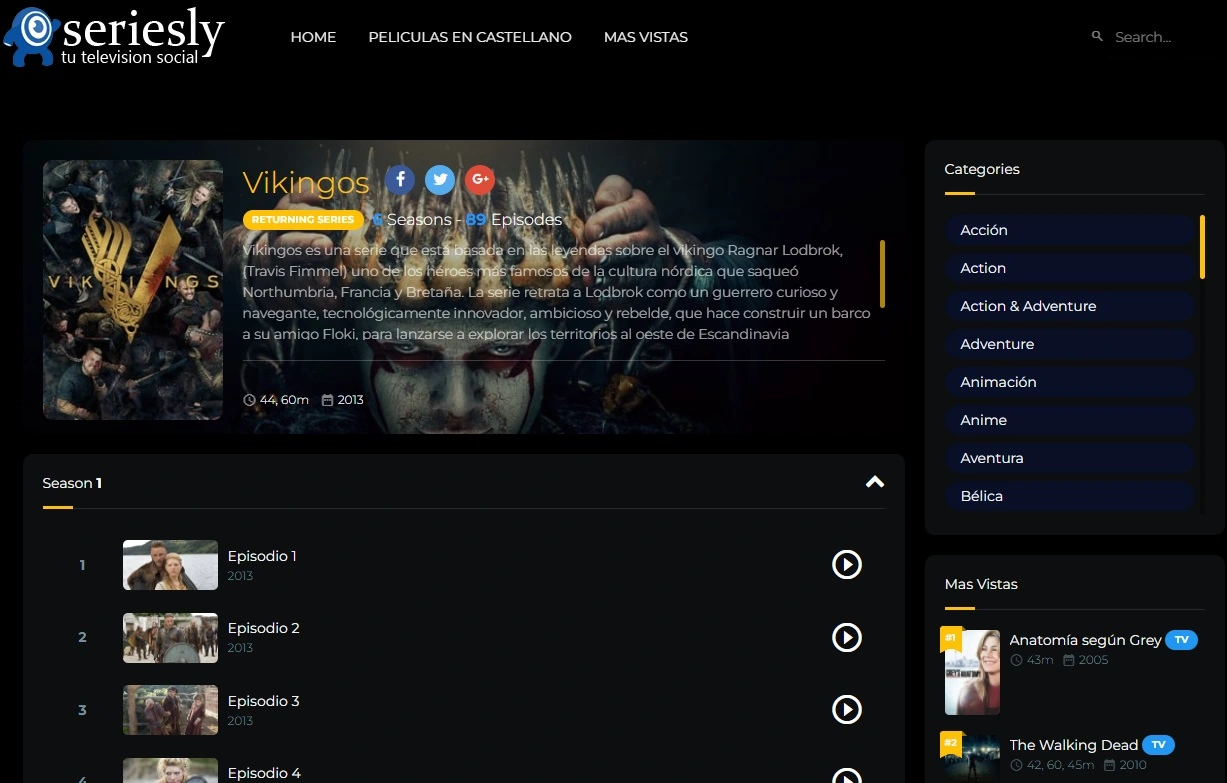 seriesly
tu television social
HOME
PELICULAS EN CASTELLANO
MAS VISTAS
Search...
VIKINGS
Vikingos
RETURNING SERIES
6 Seasons - 89 Episodes
Vikingos es una serie que está basada en las leyendas sobre el vikingo Ragnar Lodbrok,
(Travis Fimmel) uno de los héroes más famosos de la cultura nórdica que saqueó
Northumbria, Francia y Bretaña. La serie retrata a Lodbrok como un guerrero curioso y
navegante, tecnológicamente innovador, ambicioso y rebelde, que hace construir un barco
a su amigo Floki, para lanzarse a explorar los territorios al oeste de Escandinavia
44, 60m
2013
Season 1
1
Episodio 1
2013
2
Episodio 2
2013
3
Episodio 3
2013
4
Episodio 4
Categories
Acción
Action
Action & Adventure
Adventure
Animación
Anime
Aventura
Bélica
Mas Vistas
#1
Anatomía según Grey TV
43m
2005
#2
The Walking Dead TV
42, 60, 45m
2010